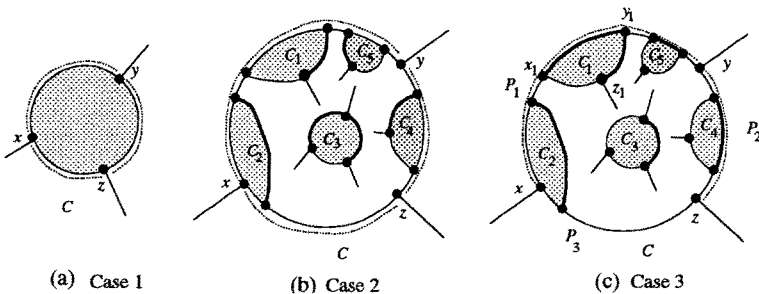 x
y
z
C
(a) Case 1
C₁
C₅
y
C₂
C₃
C₄
x
z
C
(b) Case 2
y₁
x₁
C₁
C₅
y
P₁
z₁
C₂
C₃
C₄
P₂
x
z
P₃
C
(c) Case 3